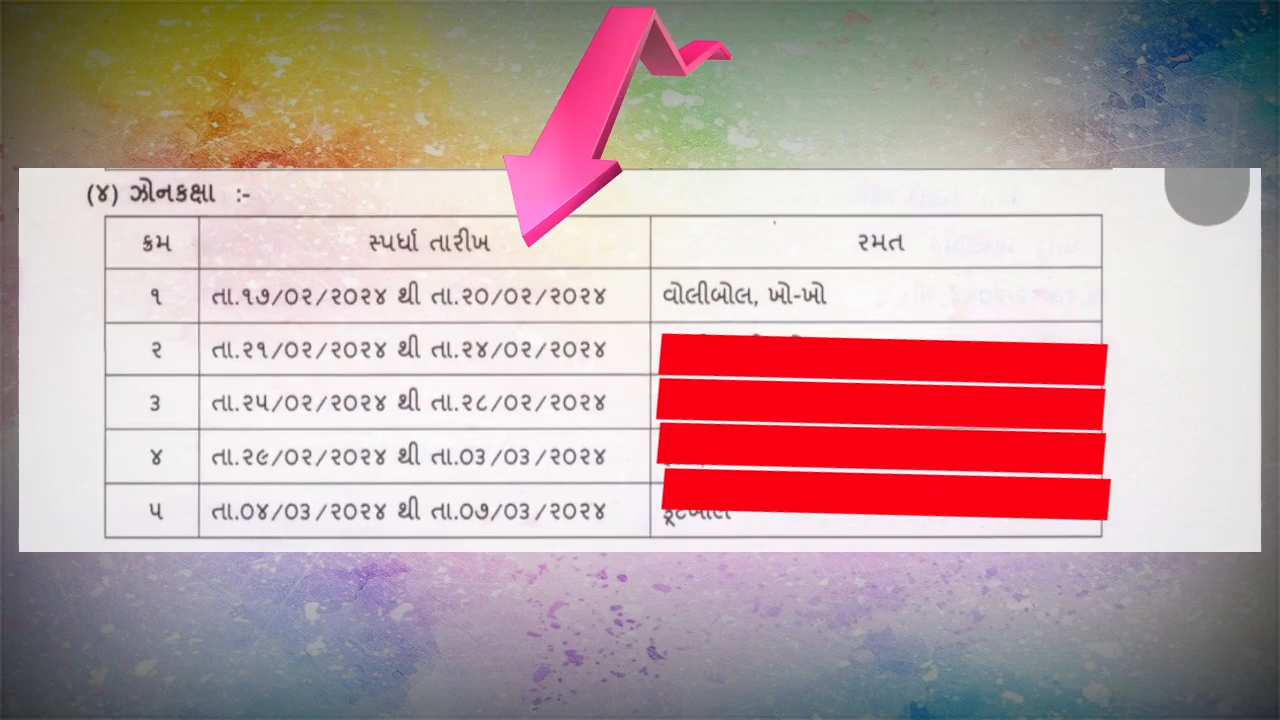 (૪) ઝોનકક્ષા :-
ક્રમ સ્પર્ધા તારીખ રમત
૧ તા.૧૭/૦૨/૨૦૨૪ થી તા.૨૦/૦૨/૨૦૨૪ વોલીબોલ, ખો-ખો
૨ તા.૨૧/૦૨/૨૦૨૪ થી તા.૨૪/૦૨/૨૦૨૪
૩ તા.૨૫/૦૨/૨૦૨૪ થી તા.૨૮/૦૨/૨૦૨૪
૪ તા.૨૯/૦૨/૨૦૨૪ થી તા.૦૩/૦૩/૨૦૨૪
૫ તા.૦૪/૦૩/૨૦૨૪ થી તા.૦૭/૦૩/૨૦૨૪